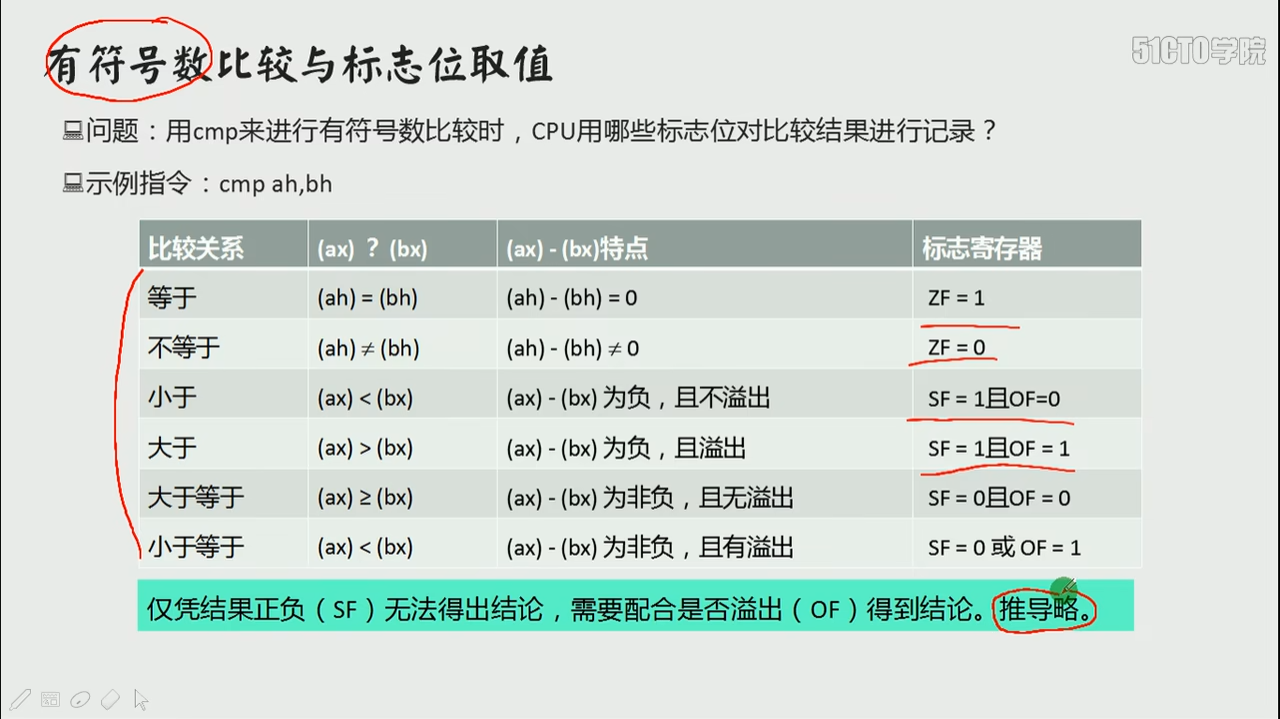 有符号数比较与标志位取值
51CTO学院
问题：用cmp来进行有符号数比较时，CPU用哪些标志位对比较结果进行记录？
示例指令：cmp ah,bh
比较关系 (ax) ？ (bx) (ax) - (bx)特点 标志寄存器
等于 (ah) = (bh) (ah) - (bh) = 0 ZF = 1
不等于 (ah) ≠ (bh) (ah) - (bh) ≠ 0 ZF = 0
小于 (ax) < (bx) (ax) - (bx) 为负，且不溢出 SF = 1且OF=0
大于 (ax) > (bx) (ax) - (bx) 为负，且溢出 SF = 1且OF = 1
大于等于 (ax) ≥ (bx) (ax) - (bx) 为非负，且无溢出 SF = 0且OF = 0
小于等于 (ax) < (bx) (ax) - (bx) 为非负，且有溢出 SF = 0 或 OF = 1
仅凭结果正负（SF）无法得出结论，需要配合是否溢出（OF）得到结论。推导略。